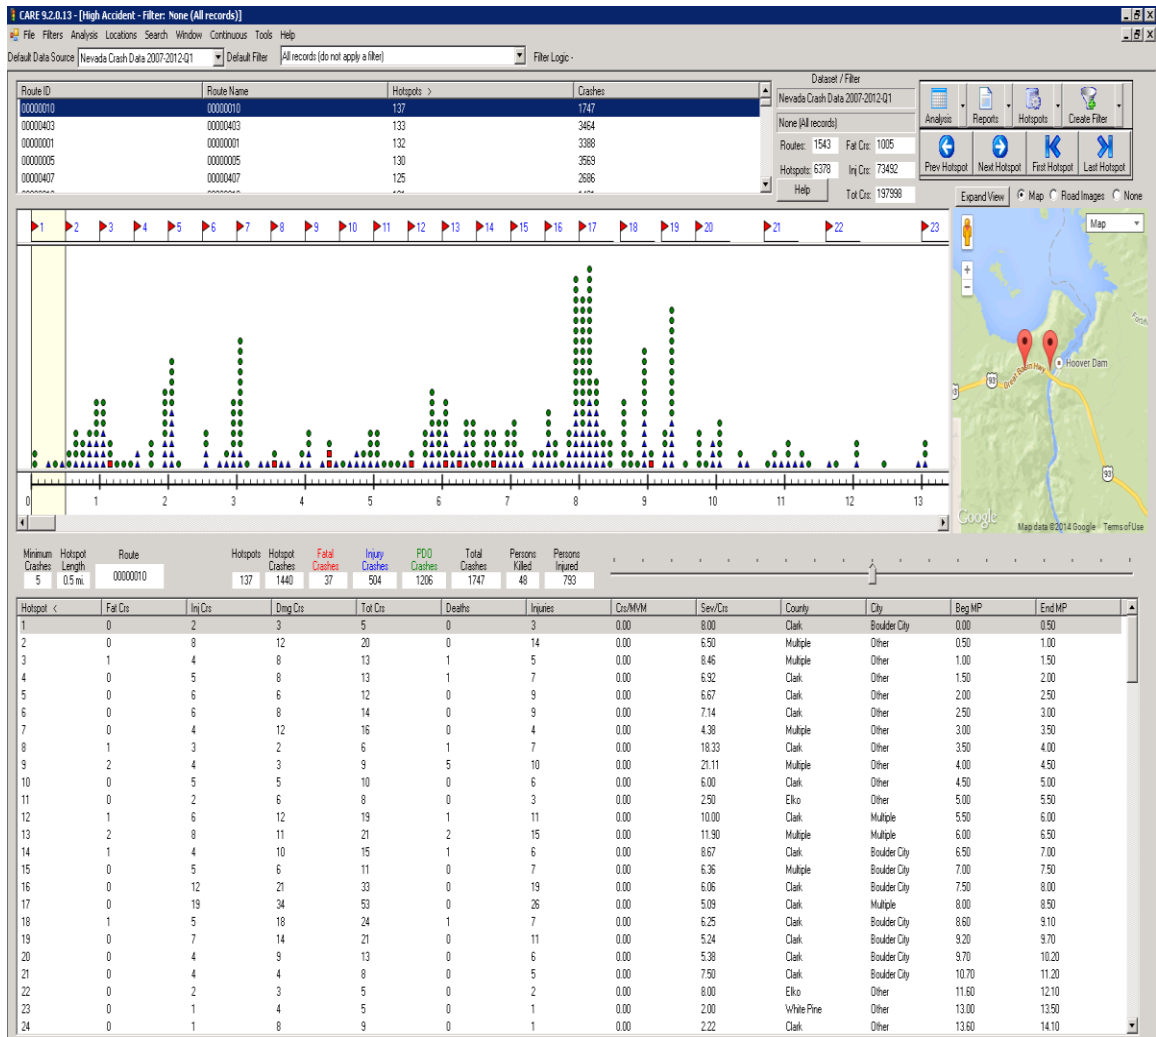 CARE 9.2.0.13 - [High Accident - Filter: None (All records)]
File Filters Analysis Locations Search Window Continuous Tools Help
Default Data Source Nevada Crash Data 2007-2012-Q1 Default Filter All records (do not apply a filter) Filter Logic -
Route ID Route Name Hotspots > Crashes
00000010 00000010 137 1747
00000403 00000403 133 3464
00000001 00000001 132 3388
00000005 00000005 130 3569
00000407 00000407 125 2686
Dataset / Filter
Nevada Crash Data 2007-2012-Q1
None (All records)
Routes: 1543 Fat Crs: 1005
Hotspots: 6378 Inj Crs: 73492
Help Tot Crs: 197998
Analysis Reports Hotspots Create Filter
Prev Hotspot Next Hotspot First Hotspot Last Hotspot
Expand View Map Road Images None
1 2 3 4 5 6 7 8 9 10 11 12 13 14 15 16 17 18 19 20 21 22 23
0 1 2 3 4 5 6 7 8 9 10 11 12 13
Map
+
-
Hoover Dam
93
Great Basin Hwy
93
Google
Map data ©2014 Google Terms of Use
Minimum Crashes 5
Hotspot Length 0.5 mi.
Route 00000010
Hotspots 137
Hotspot Crashes 1440
Fatal Crashes 37
Injury Crashes 504
PDO Crashes 1206
Total Crashes 1747
Persons Killed 48
Persons Injured 793
Hotspot < Fat Crs Inj Crs Dmg Crs Tot Crs Deaths Injuries Crs/MVM Sev/Crs County City Beg MP End MP
1 0 2 3 5 0 3 0.00 8.00 Clark Boulder City 0.00 0.50
2 0 8 12 20 0 14 0.00 6.50 Multiple Other 0.50 1.00
3 1 4 8 13 1 5 0.00 8.46 Multiple Other 1.00 1.50
4 0 5 8 13 1 7 0.00 6.92 Clark Other 1.50 2.00
5 0 6 6 12 0 9 0.00 6.67 Clark Other 2.00 2.50
6 0 6 8 14 0 9 0.00 7.14 Clark Other 2.50 3.00
7 0 4 12 16 0 4 0.00 4.38 Multiple Other 3.00 3.50
8 1 3 2 6 1 7 0.00 18.33 Clark Other 3.50 4.00
9 2 4 3 9 5 10 0.00 21.11 Multiple Other 4.00 4.50
10 0 5 5 10 0 6 0.00 6.00 Clark Other 4.50 5.00
11 0 2 6 8 0 3 0.00 2.50 Elko Other 5.00 5.50
12 1 6 12 19 1 11 0.00 10.00 Clark Multiple 5.50 6.00
13 2 8 11 21 2 15 0.00 11.90 Multiple Multiple 6.00 6.50
14 1 4 10 15 1 6 0.00 8.67 Clark Boulder City 6.50 7.00
15 0 5 6 11 0 7 0.00 6.36 Multiple Boulder City 7.00 7.50
16 0 12 21 33 0 19 0.00 6.06 Clark Boulder City 7.50 8.00
17 0 19 34 53 0 26 0.00 5.09 Clark Multiple 8.00 8.50
18 1 5 18 24 1 7 0.00 6.25 Clark Boulder City 8.60 9.10
19 0 7 14 21 0 11 0.00 5.24 Clark Boulder City 9.20 9.70
20 0 4 9 13 0 6 0.00 5.38 Clark Boulder City 9.70 10.20
21 0 4 4 8 0 5 0.00 7.50 Clark Boulder City 10.70 11.20
22 0 2 3 5 0 2 0.00 8.00 Elko Other 11.60 12.10
23 0 1 4 5 0 1 0.00 2.00 White Pine Other 13.00 13.50
24 0 1 8 9 0 1 0.00 2.22 Clark Other 13.60 14.10